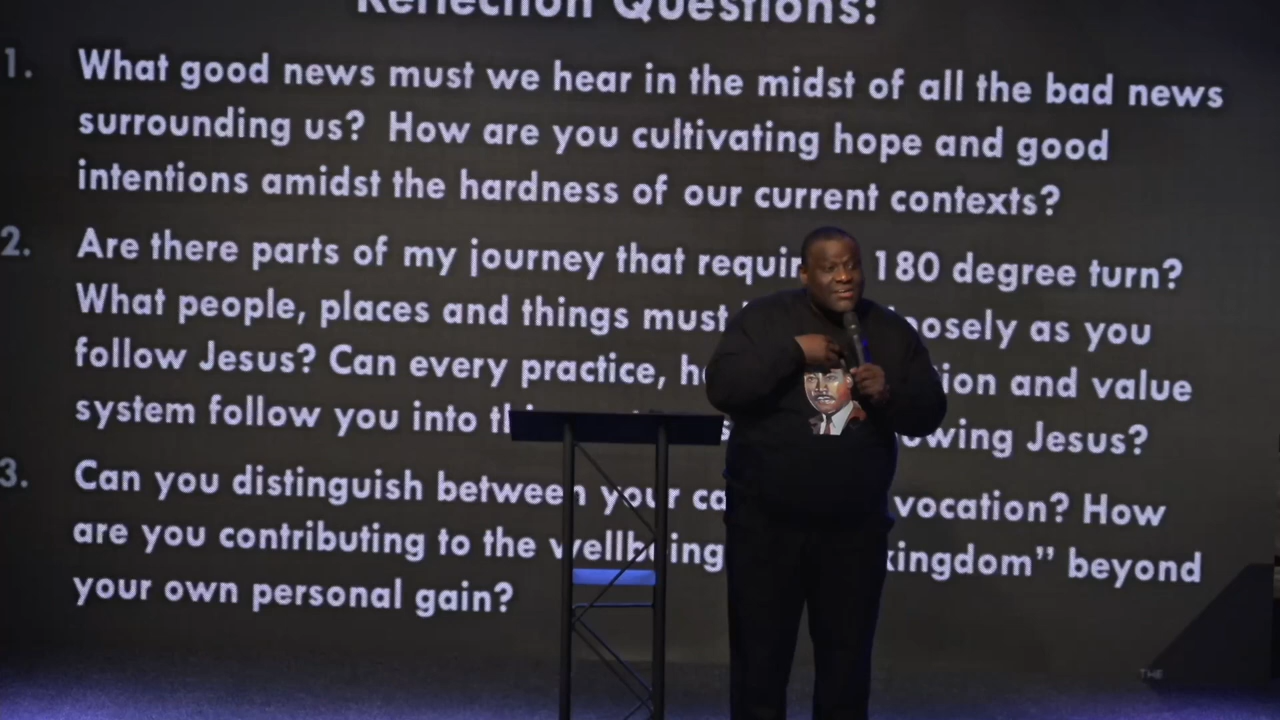 Reflection Questions:
1. What good news must we hear in the midst of all the bad news
surrounding us? How are you cultivating hope and good
intentions amidst the hardness of our current contexts?
2. Are there parts of my journey that 180 degree turn?
What people, places and things must as you
follow Jesus? Can every practice, and value
system follow you into Jesus?
3. Can you distinguish between your vocation? How
are you contributing to the wellbeing kingdom” beyond
your own personal gain?
THE